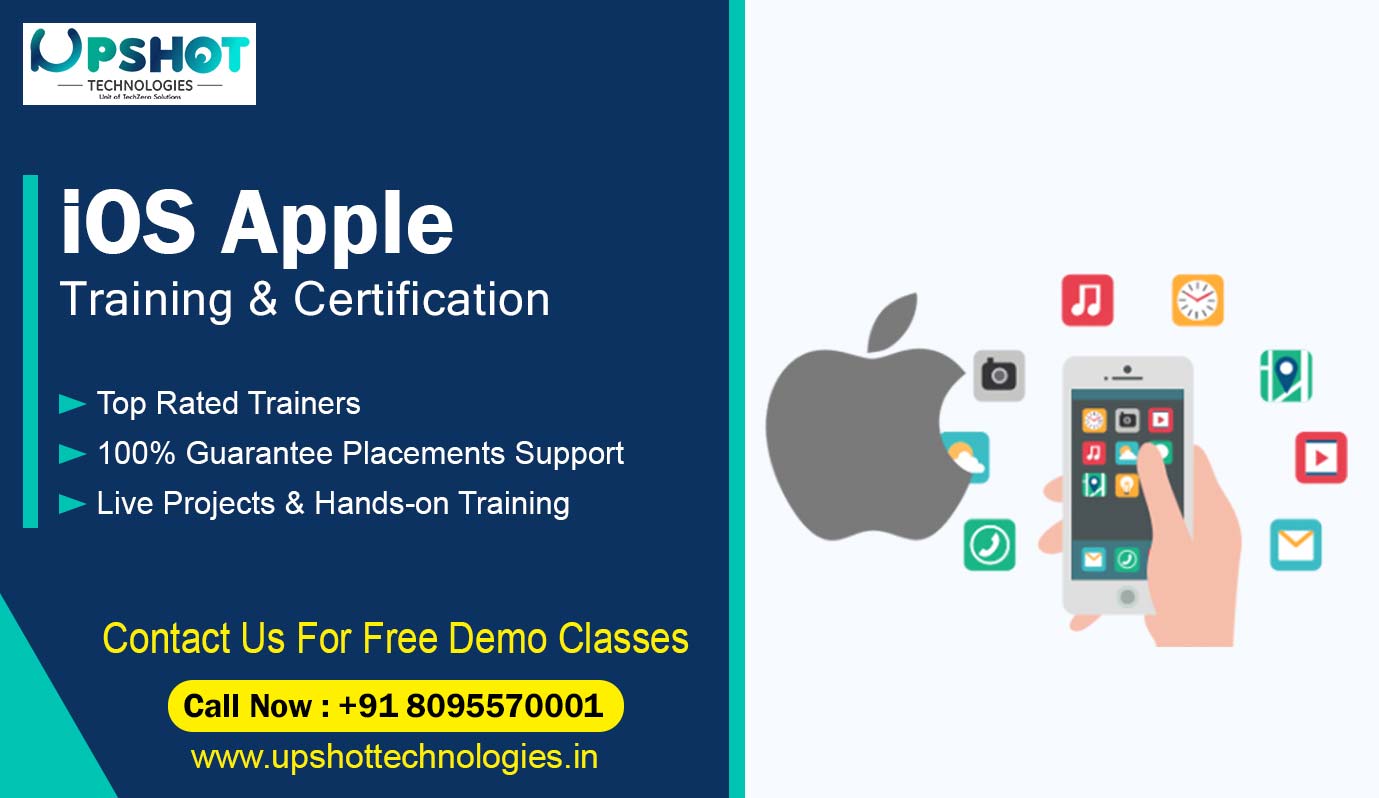 UPSHOT
TECHNOLOGIES
Unit of TechZero Solutions
iOS Apple
Training & Certification
Top Rated Trainers
100% Guarantee Placements Support
Live Projects & Hands-on Training
Contact Us For Free Demo Classes
Call Now : +91 8095570001
www.upshottechnologies.in